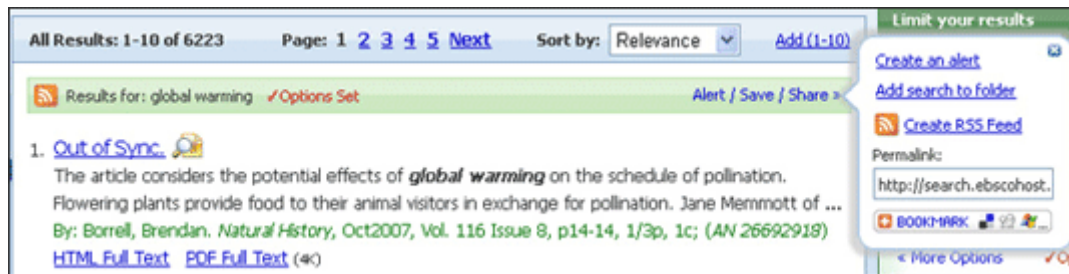 All Results: 1-10 of 6223 Page: 1 2 3 4 5 Next Sort by: Relevance Add (1-10)
Limit your results
Results for: global warming ✓Options Set Alert / Save / Share »
Create an alert
Add search to folder
Create RSS Feed
Permalink:
http://search.ebscohost.
BOOKMARK ...
1. Out of Sync.
The article considers the potential effects of global warming on the schedule of pollination.
Flowering plants provide food to their animal visitors in exchange for pollination. Jane Memmott of ...
By: Borrell, Brendan. Natural History, Oct2007, Vol. 116 Issue 8, p14-14, 1/3p, 1c; (AN 26692918)
HTML Full Text PDF Full Text (4K)
« More Options